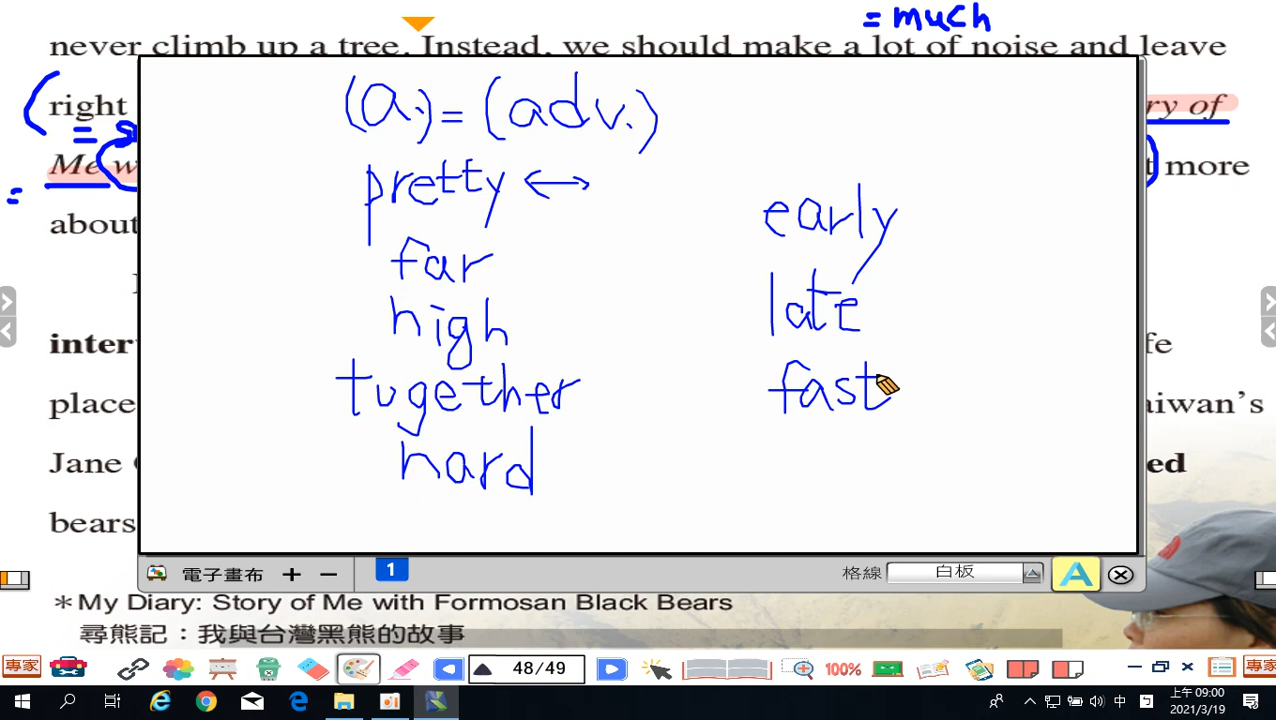 = much
never climb up a tree. Instead, we should make a lot of noise and leave
right
ry of
= 
Me w
t more
=
about
(a.) = (adv.)
pretty ↔
far
high
together
hard
early
late
fast
inter
fe
place
aiwan's
Jane
ed
bears
電子畫布 + − 1 格線 白板 A
*My Diary: Story of Me with Formosan Black Bears
尋熊記：我與台灣黑熊的故事
專家 48/49 100% 專家
中 上午 09:00
2021/3/19